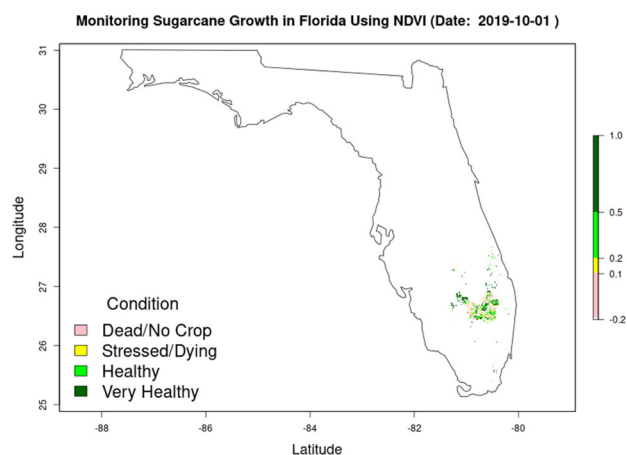 Monitoring Sugarcane Growth in Florida Using NDVI (Date: 2019-10-01 )
31
30
29
28
27
26
25
Longitude
Condition
Dead/No Crop
Stressed/Dying
Healthy
Very Healthy
1.0
0.5
0.2
0.1
-0.2
-88
-86
-84
-82
-80
Latitude